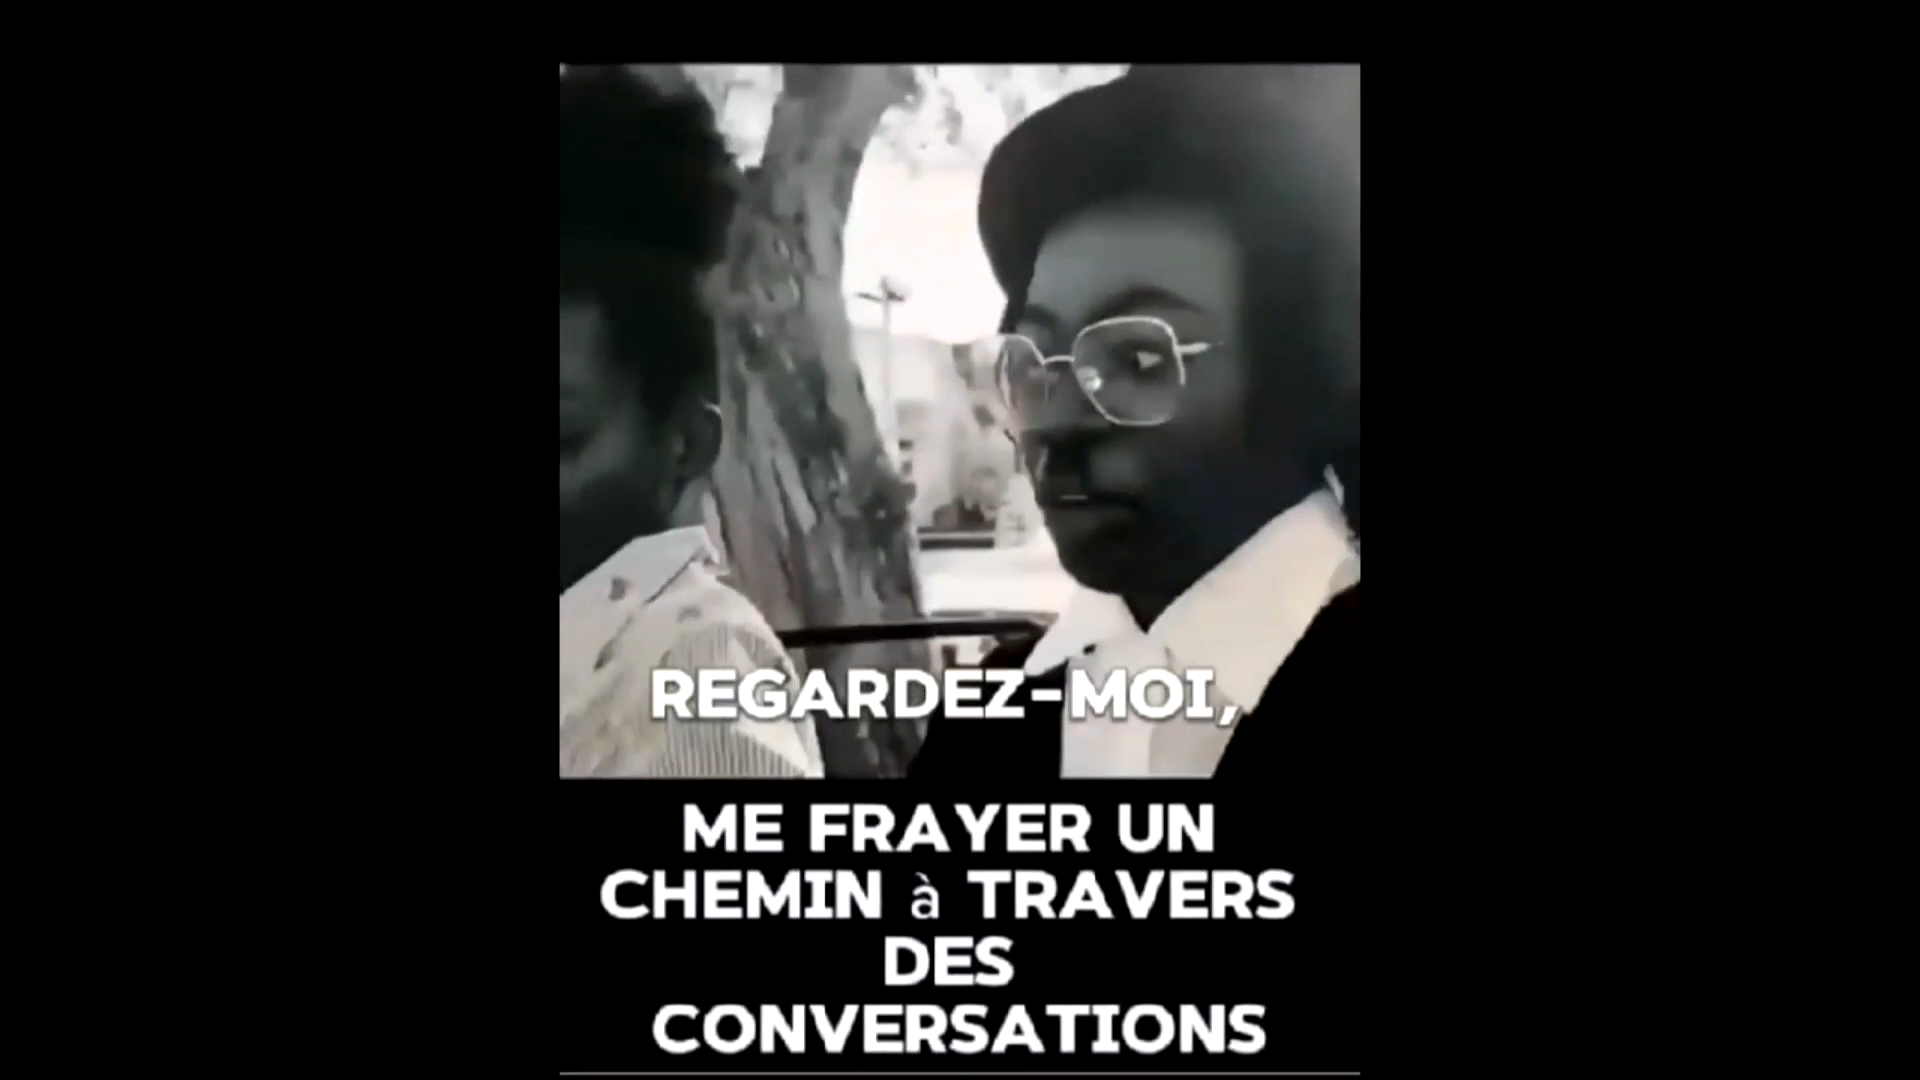 REGARDEZ-MOI,
ME FRAYER UN
CHEMIN à TRAVERS
DES
CONVERSATIONS